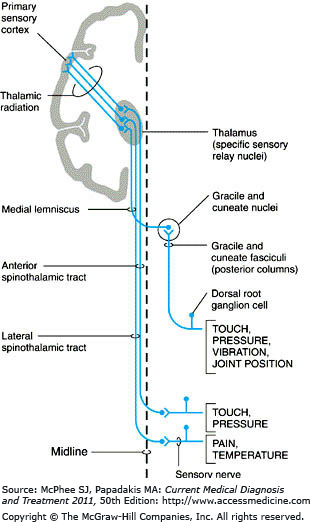 Primary
sensory
cortex
Thalamic
radiation
Thalamus
(specific sensory
relay nuclei)
Gracile and
cuneate nuclei
Medial lemniscus
Gracile and
cuneate fasciculi
(posterior columns)
Anterior
spinothalamic tract
Dorsal root
ganglion cell
TOUCH,
PRESSURE,
VIBRATION,
JOINT POSITION
Lateral
spinothalamic tract
TOUCH,
PRESSURE
PAIN,
TEMPERATURE
Midline
Sensory nerve
Source: McPhee SJ, Papadakis MA: Current Medical Diagnosis
and Treatment 2011, 50th Edition: http://www.accessmedicine.com
Copyright © The McGraw-Hill Companies, Inc. All rights reserved.